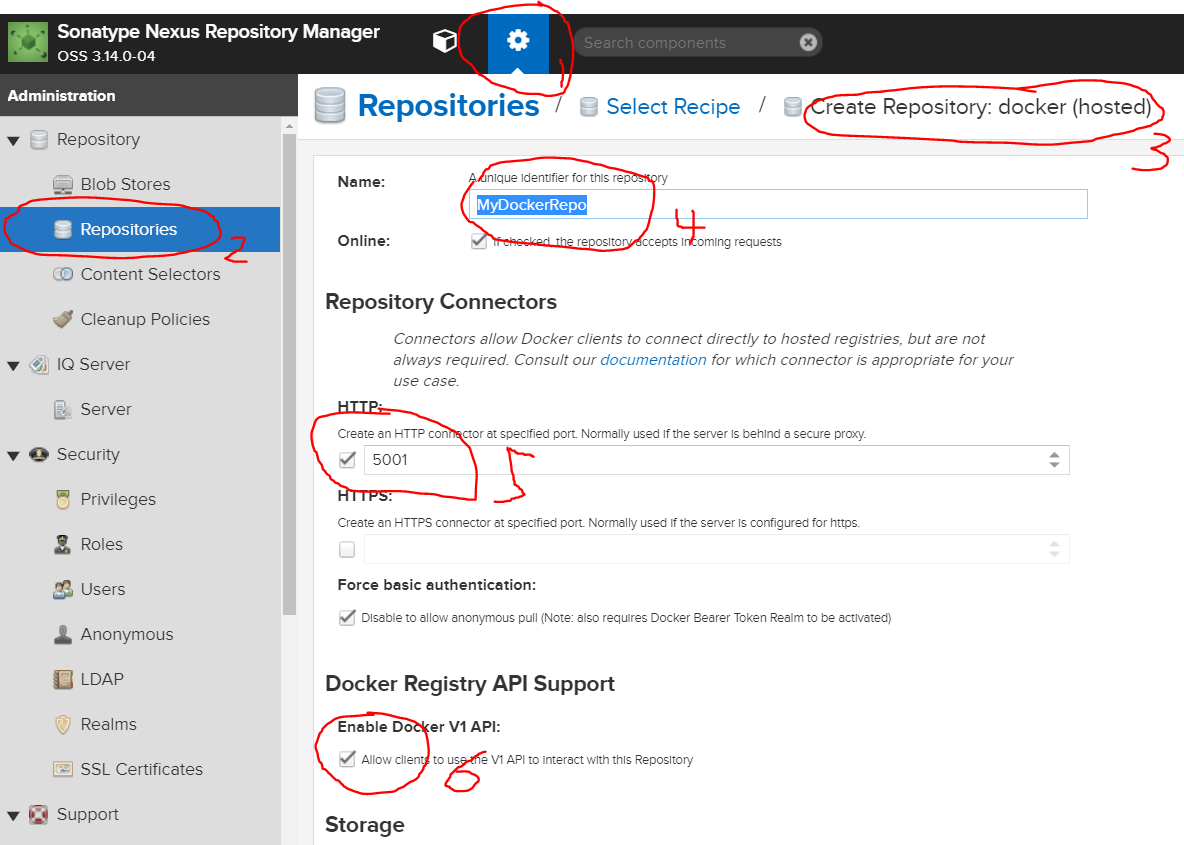 Sonatype Nexus Repository Manager
OSS 3.14.0-04
Search components
1
Administration
Repositories / Select Recipe / Create Repository: docker (hosted)
3
Repository
Blob Stores
Repositories
2
Content Selectors
Cleanup Policies
IQ Server
Server
Security
Privileges
Roles
Users
Anonymous
LDAP
Realms
SSL Certificates
Support
Name:
A unique identifier for this repository
MyDockerRepo
4
Online:
If checked, the repository accepts incoming requests
Repository Connectors
Connectors allow Docker clients to connect directly to hosted registries, but are not
always required. Consult our documentation for which connector is appropriate for your
use case.
HTTP:
Create an HTTP connector at specified port. Normally used if the server is behind a secure proxy.
5001
5
HTTPS:
Create an HTTPS connector at specified port. Normally used if the server is configured for https.
Force basic authentication:
Disable to allow anonymous pull (Note: also requires Docker Bearer Token Realm to be activated)
Docker Registry API Support
Enable Docker V1 API:
Allow clients to use the V1 API to interact with this Repository
6
Storage